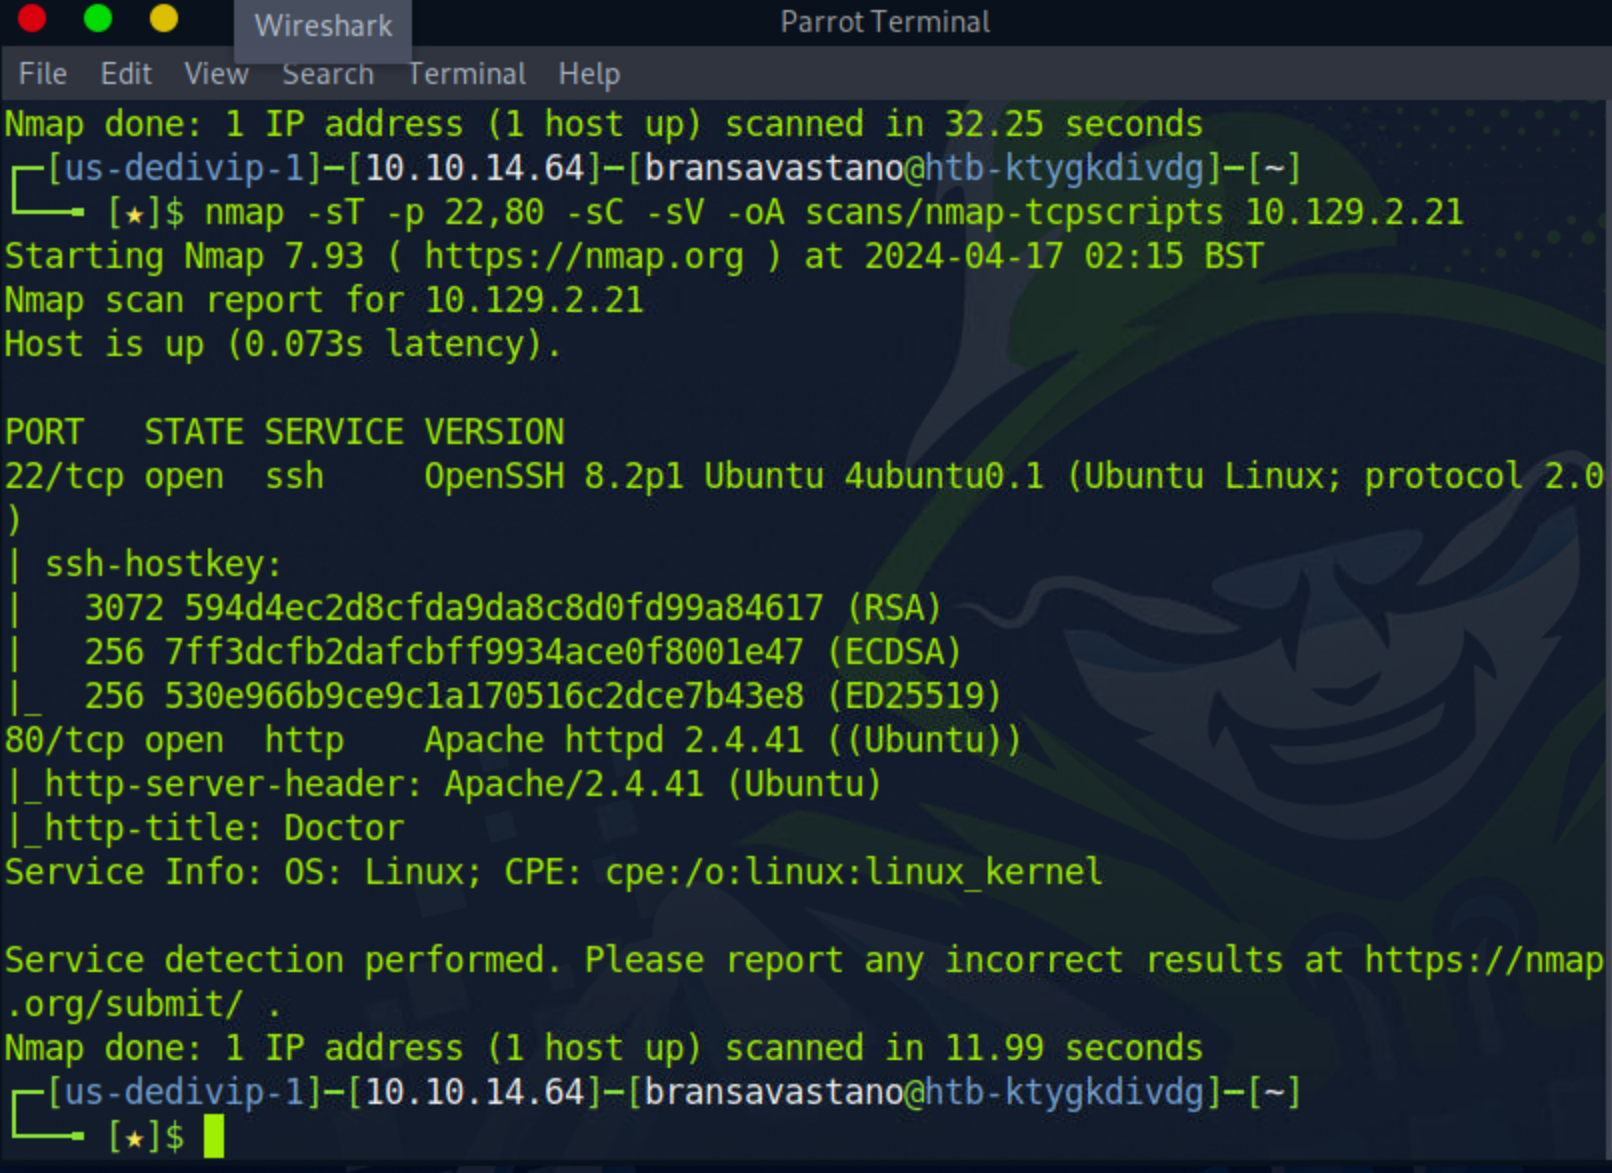 Wireshark
Parrot Terminal
File Edit View Search Terminal Help
Nmap done: 1 IP address (1 host up) scanned in 32.25 seconds
┌─[us-dedivip-1]─[10.10.14.64]─[bransavastano@htb-ktygkdivdg]─[~]
└──╼ [★]$ nmap -sT -p 22,80 -sC -sV -oA scans/nmap-tcpscripts 10.129.2.21
Starting Nmap 7.93 ( https://nmap.org ) at 2024-04-17 02:15 BST
Nmap scan report for 10.129.2.21
Host is up (0.073s latency).
PORT   STATE SERVICE VERSION
22/tcp open  ssh     OpenSSH 8.2p1 Ubuntu 4ubuntu0.1 (Ubuntu Linux; protocol 2.0
)
| ssh-hostkey:
|   3072 594d4ec2d8cfda9da8c8d0fd99a84617 (RSA)
|   256 7ff3dcfb2dafcbff9934ace0f8001e47 (ECDSA)
|_  256 530e966b9ce9c1a170516c2dce7b43e8 (ED25519)
80/tcp open  http    Apache httpd 2.4.41 ((Ubuntu))
|_http-server-header: Apache/2.4.41 (Ubuntu)
|_http-title: Doctor
Service Info: OS: Linux; CPE: cpe:/o:linux:linux_kernel
Service detection performed. Please report any incorrect results at https://nmap
.org/submit/ .
Nmap done: 1 IP address (1 host up) scanned in 11.99 seconds
┌─[us-dedivip-1]─[10.10.14.64]─[bransavastano@htb-ktygkdivdg]─[~]
└──╼ [★]$